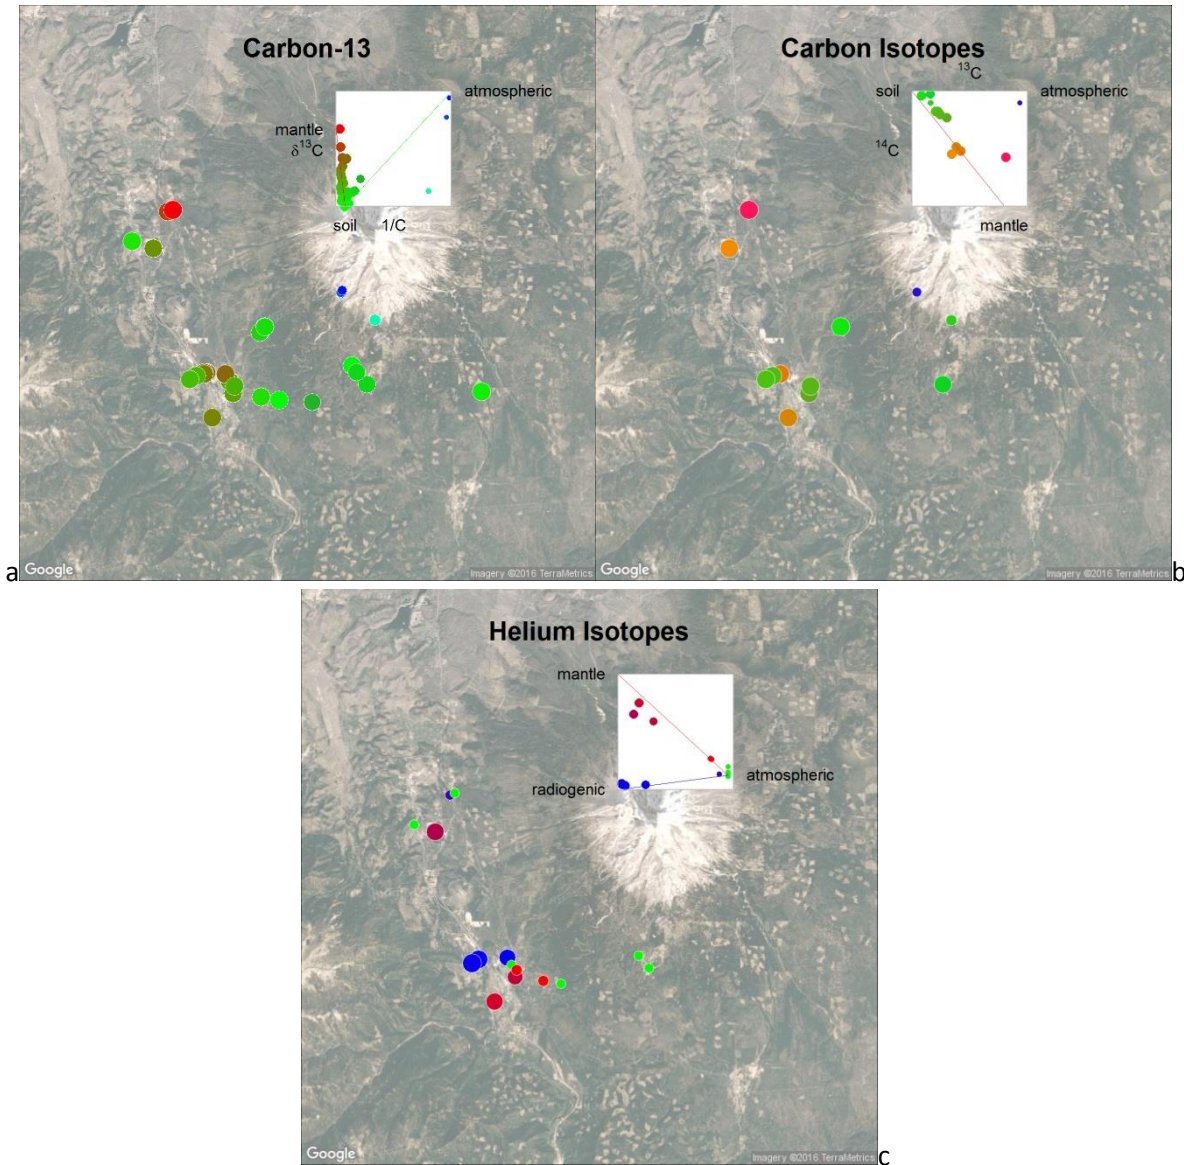 Carbon-13
atmospheric
mantle
δ¹³C
soil 1/C
Google
Imagery ©2016 TerraMetrics
a
Carbon Isotopes
¹³C
soil atmospheric
¹⁴C
mantle
Google
Imagery ©2016 TerraMetrics
b
Helium Isotopes
mantle
radiogenic atmospheric
Google
Imagery ©2016 TerraMetrics
c